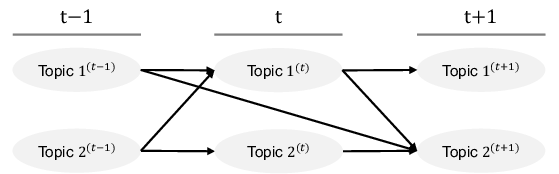 t−1 t t+1
Topic 1⁽ᵗ⁻¹⁾ Topic 1⁽ᵗ⁾ Topic 1⁽ᵗ⁺¹⁾
Topic 2⁽ᵗ⁻¹⁾ Topic 2⁽ᵗ⁾ Topic 2⁽ᵗ⁺¹⁾